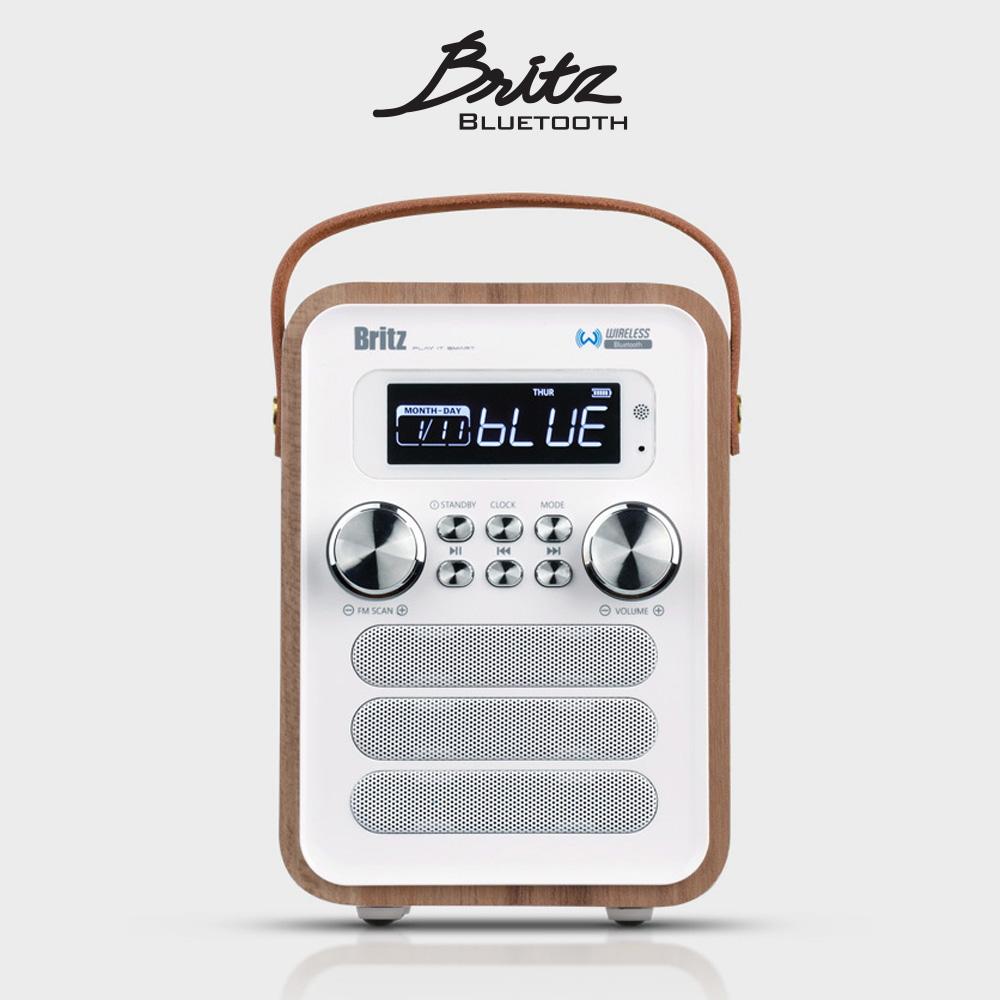 Britz
BLUETOOTH
Britz PLAY IT SMART
WIRELESS
Bluetooth
THUR
MONTH-DAY
1/11 bLUE
STANDBY CLOCK MODE
FM SCAN
VOLUME